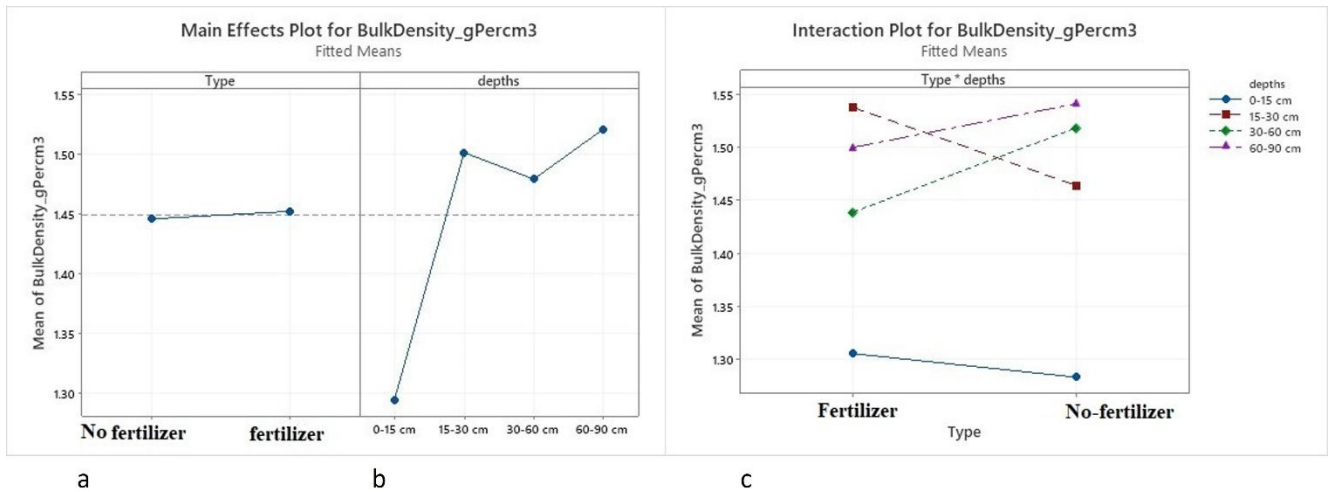 Main Effects Plot for BulkDensity_gPercm3
Fitted Means
Type
depths
Mean of BulkDensity_gPercm3
1.55
1.50
1.45
1.40
1.35
1.30
No fertilizer
fertilizer
0-15 cm
15-30 cm
30-60 cm
60-90 cm
Interaction Plot for BulkDensity_gPercm3
Fitted Means
Type * depths
Mean of BulkDensity_gPercm3
1.55
1.50
1.45
1.40
1.35
1.30
Fertilizer
No-fertilizer
Type
depths
0-15 cm
15-30 cm
30-60 cm
60-90 cm
a
b
c